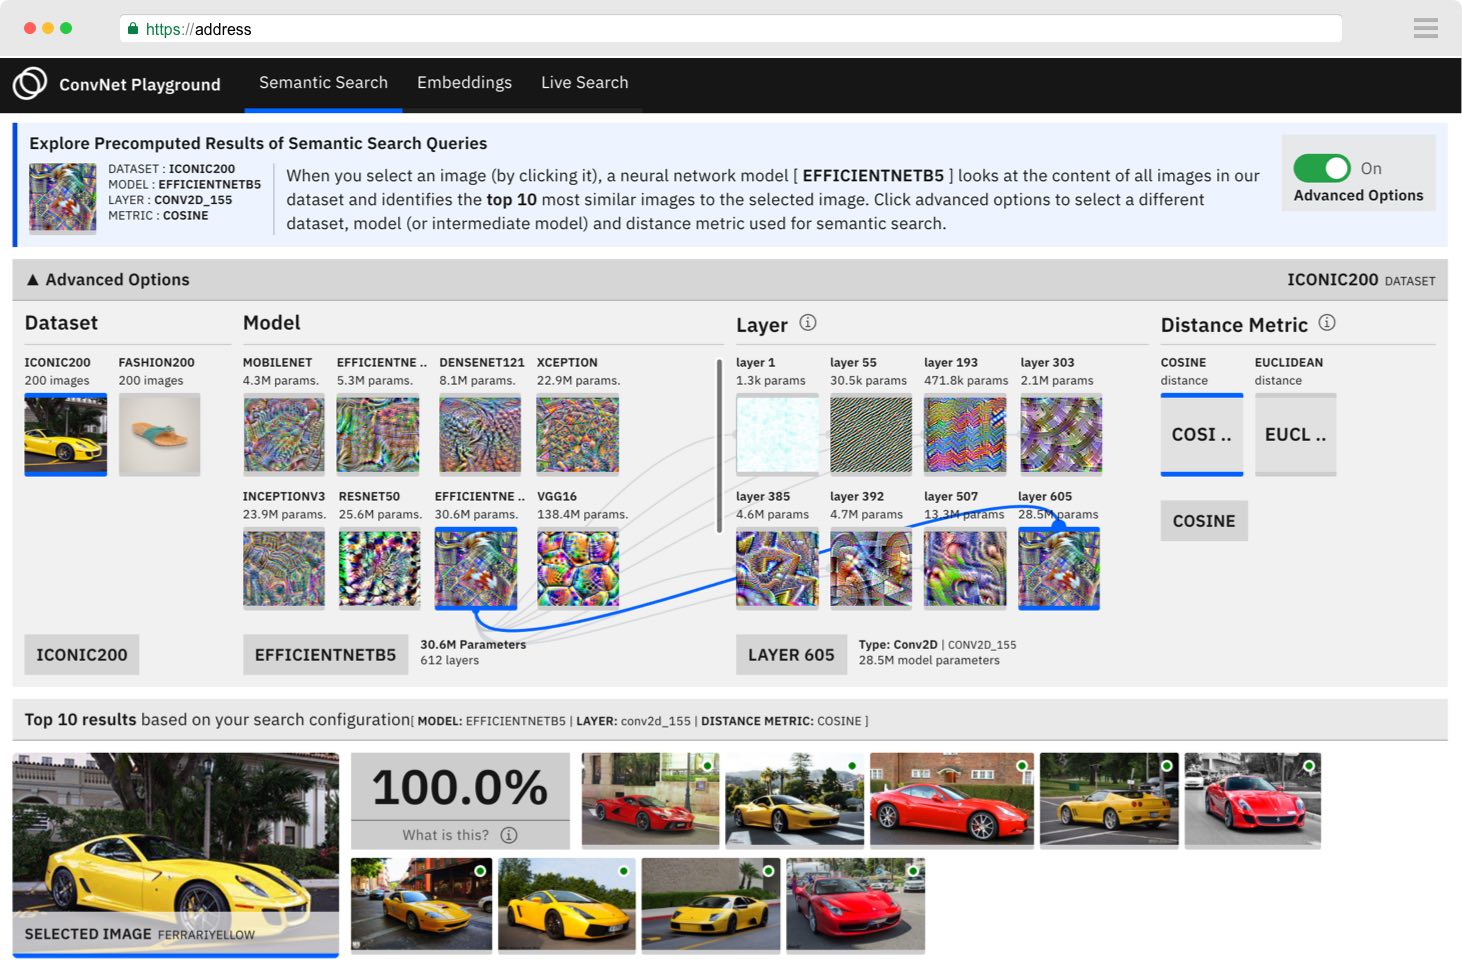 https://address
ConvNet Playground
Semantic Search
Embeddings
Live Search
Explore Precomputed Results of Semantic Search Queries
DATASET : ICONIC200
MODEL : EFFICIENTNETB5
LAYER : CONV2D_155
METRIC : COSINE
When you select an image (by clicking it), a neural network model [ EFFICIENTNETB5 ] looks at the content of all images in our
dataset and identifies the top 10 most similar images to the selected image. Click advanced options to select a different
dataset, model (or intermediate model) and distance metric used for semantic search.
On
Advanced Options
▲ Advanced Options
ICONIC200 DATASET
Dataset
ICONIC200
200 images
FASHION200
200 images
ICONIC200
Model
MOBILENET
4.3M params.
EFFICIENTNE ..
5.3M params.
DENSENET121
8.1M params.
XCEPTION
22.9M params.
INCEPTIONV3
23.9M params.
RESNET50
25.6M params.
EFFICIENTNE ..
30.6M params.
VGG16
138.4M params.
EFFICIENTNETB5
30.6M Parameters
612 layers
Layer
layer 1
1.3k params
layer 55
30.5k params
layer 193
471.8k params
layer 303
2.1M params
layer 385
4.6M params
layer 392
4.7M params
layer 507
13.3M params
layer 605
28.5M params
LAYER 605
Type: Conv2D | CONV2D_155
28.5M model parameters
Distance Metric
COSINE
distance
COSI ..
EUCLIDEAN
distance
EUCL ..
COSINE
Top 10 results based on your search configuration[ MODEL: EFFICIENTNETB5 | LAYER: conv2d_155 | DISTANCE METRIC: COSINE ]
SELECTED IMAGE FERRARIYELLOW
100.0%
What is this?